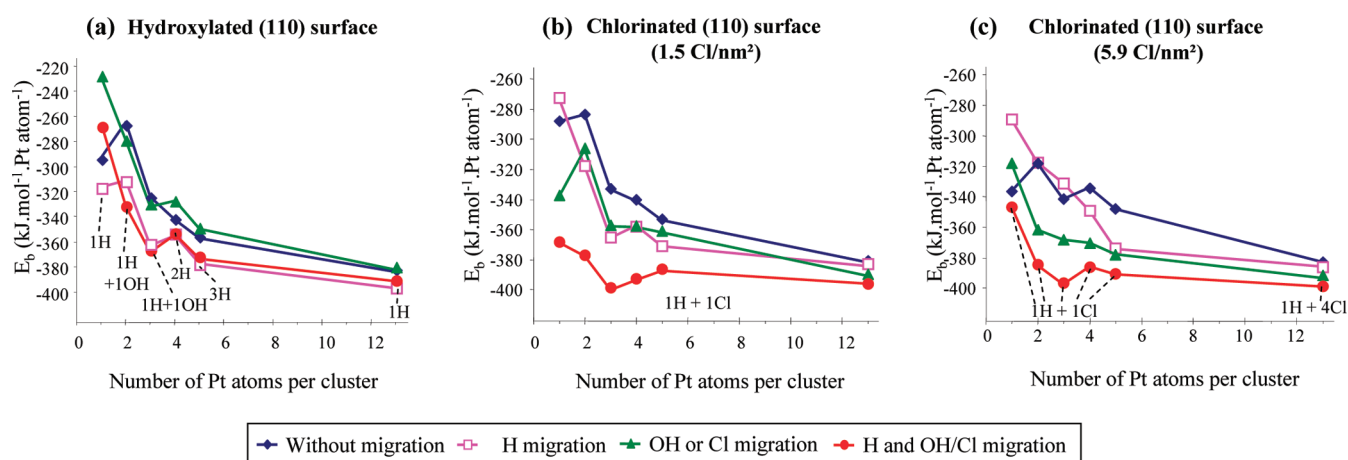 (a) Hydroxylated (110) surface
E_b (kJ.mol⁻¹.Pt atom⁻¹)
-220
-240
-260
-280
-300
-320
-340
-360
-380
-400
1H
1H
+1OH
1H+1OH
2H
3H
1H
0 2 4 6 8 10 12
Number of Pt atoms per cluster
(b) Chlorinated (110) surface
(1.5 Cl/nm²)
E_b (kJ.mol⁻¹.Pt atom⁻¹)
-260
-280
-300
-320
-340
-360
-380
-400
1H + 1Cl
0 2 4 6 8 10 12
Number of Pt atoms per cluster
(c) Chlorinated (110) surface
(5.9 Cl/nm²)
E_b (kJ.mol⁻¹.Pt atom⁻¹)
-260
-280
-300
-320
-340
-360
-380
-400
1H + 1Cl
1H + 4Cl
0 2 4 6 8 10 12
Number of Pt atoms per cluster
Without migration H migration OH or Cl migration H and OH/Cl migration